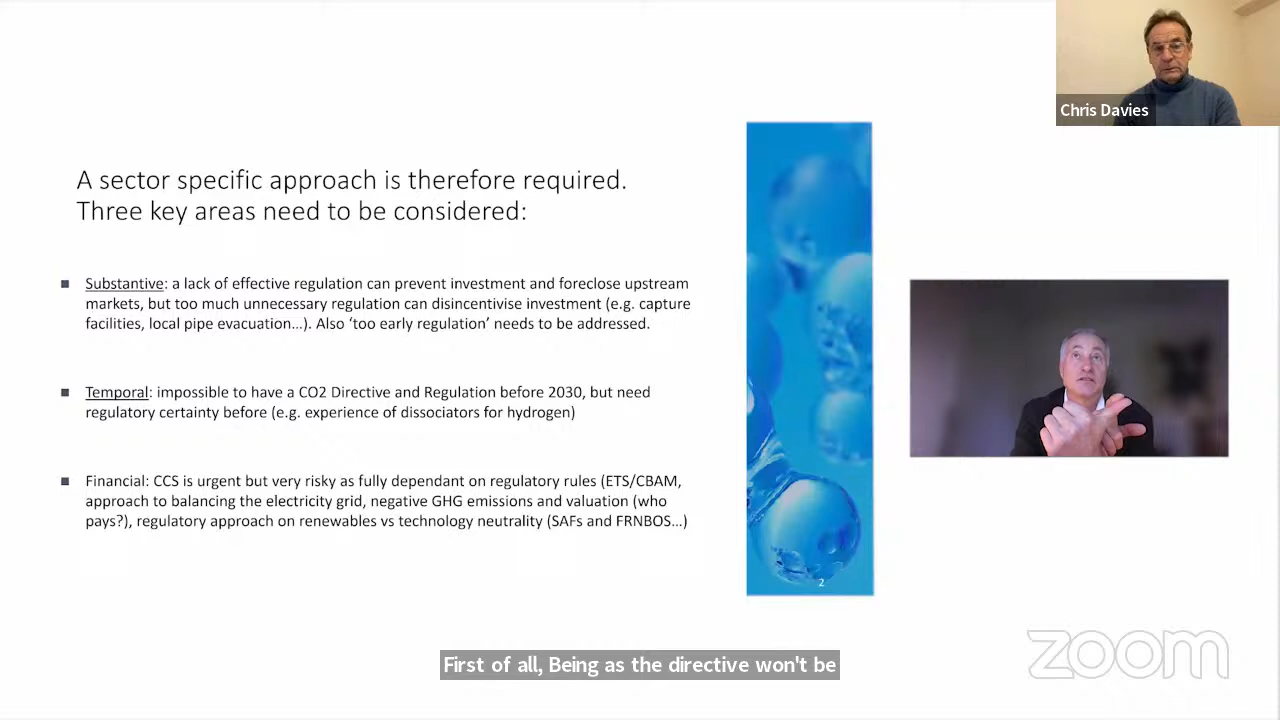 Chris Davies
A sector specific approach is therefore required.
Three key areas need to be considered:
Substantive: a lack of effective regulation can prevent investment and foreclose upstream
markets, but too much unnecessary regulation can disincentivise investment (e.g. capture
facilities, local pipe evacuation...). Also ‘too early regulation’ needs to be addressed.
Temporal: impossible to have a CO2 Directive and Regulation before 2030, but need
regulatory certainty before (e.g. experience of dissociators for hydrogen)
Financial: CCS is urgent but very risky as fully dependant on regulatory rules (ETS/CBAM,
approach to balancing the electricity grid, negative GHG emissions and valuation (who
pays?), regulatory approach on renewables vs technology neutrality (SAFs and FRNBOS...)
2
First of all, Being as the directive won't be
zoom